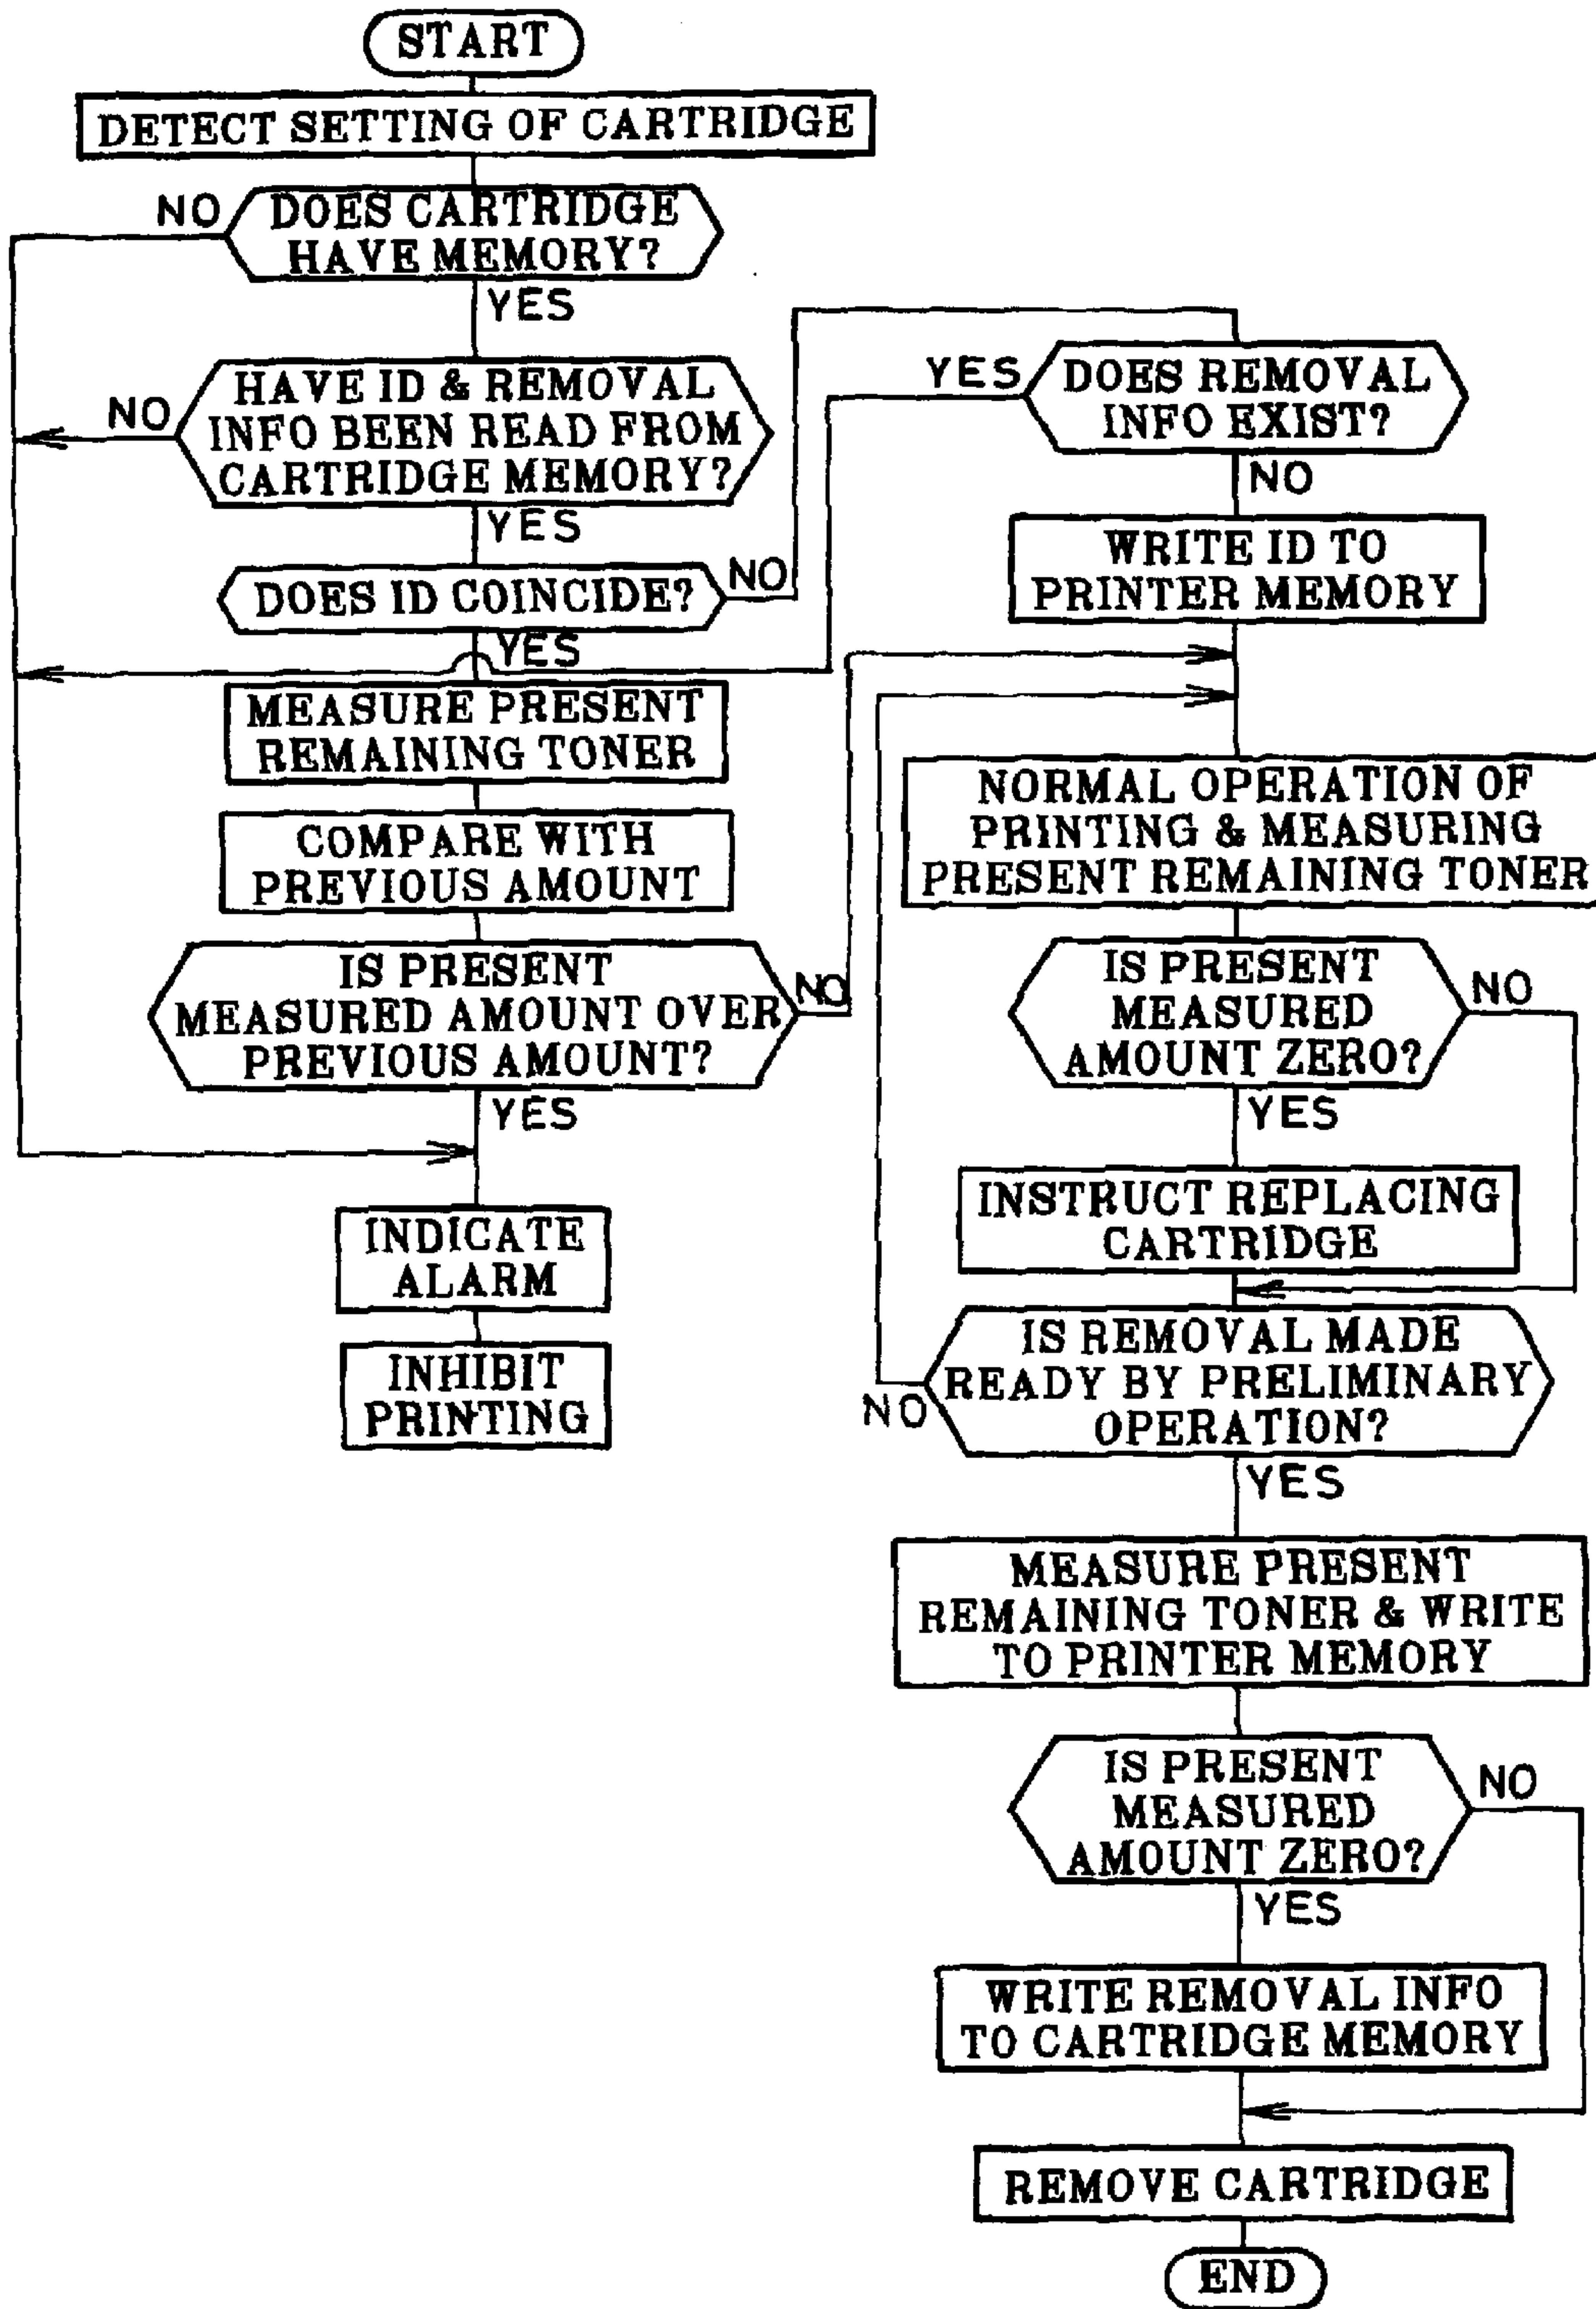 START
DETECT SETTING OF CARTRIDGE
NO
DOES CARTRIDGE
HAVE MEMORY?
YES
HAVE ID & REMOVAL
NO
INFO BEEN READ FROM
CARTRIDGE MEMORY?
YES
DOES ID COINCIDE?
NO
YES
MEASURE PRESENT
REMAINING TONER
COMPARE WITH
PREVIOUS AMOUNT
IS PRESENT
MEASURED AMOUNT OVER
PREVIOUS AMOUNT?
NO
YES
INDICATE
ALARM
INHIBIT
PRINTING
YES
DOES REMOVAL
INFO EXIST?
NO
WRITE ID TO
PRINTER MEMORY
NORMAL OPERATION OF
PRINTING & MEASURING
PRESENT REMAINING TONER
IS PRESENT
MEASURED
AMOUNT ZERO?
NO
YES
INSTRUCT REPLACING
CARTRIDGE
IS REMOVAL MADE
READY BY PRELIMINARY
OPERATION?
NO
YES
MEASURE PRESENT
REMAINING TONER & WRITE
TO PRINTER MEMORY
IS PRESENT
MEASURED
AMOUNT ZERO?
NO
YES
WRITE REMOVAL INFO
TO CARTRIDGE MEMORY
REMOVE CARTRIDGE
END